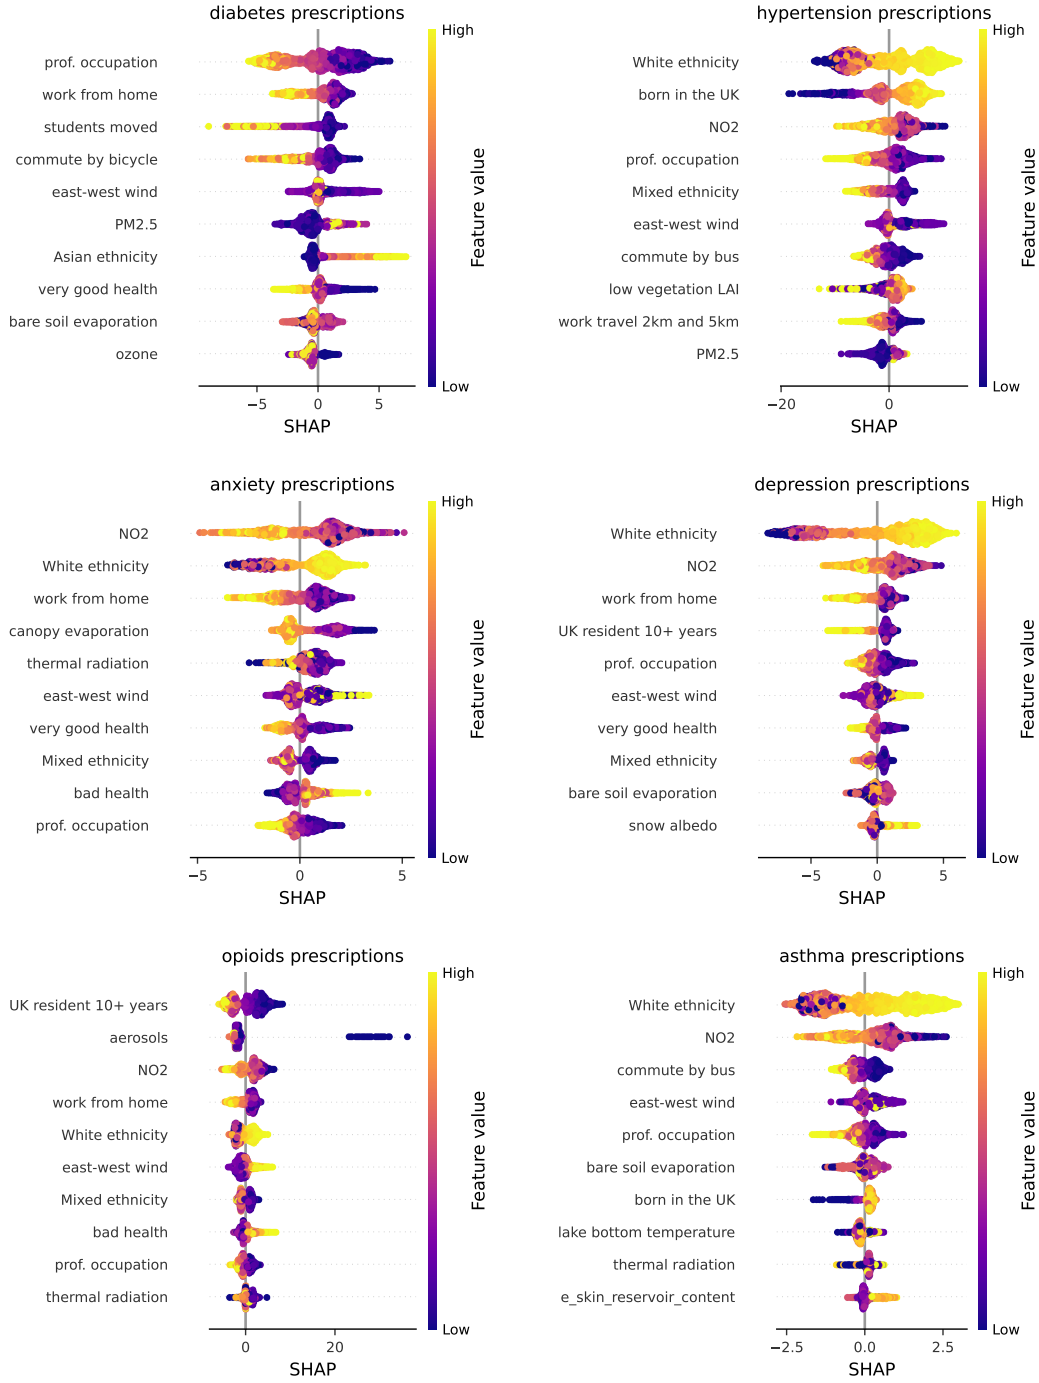 diabetes prescriptions
prof. occupation
work from home
students moved
commute by bicycle
east-west wind
PM2.5
Asian ethnicity
very good health
bare soil evaporation
ozone
−5 0 5
SHAP
High
Low
Feature value
hypertension prescriptions
White ethnicity
born in the UK
NO2
prof. occupation
Mixed ethnicity
east-west wind
commute by bus
low vegetation LAI
work travel 2km and 5km
PM2.5
−20 0
SHAP
High
Low
Feature value
anxiety prescriptions
NO2
White ethnicity
work from home
canopy evaporation
thermal radiation
east-west wind
very good health
Mixed ethnicity
bad health
prof. occupation
−5 0 5
SHAP
High
Low
Feature value
depression prescriptions
White ethnicity
NO2
work from home
UK resident 10+ years
prof. occupation
east-west wind
very good health
Mixed ethnicity
bare soil evaporation
snow albedo
−5 0 5
SHAP
High
Low
Feature value
opioids prescriptions
UK resident 10+ years
aerosols
NO2
work from home
White ethnicity
east-west wind
Mixed ethnicity
bad health
prof. occupation
thermal radiation
0 20
SHAP
High
Low
Feature value
asthma prescriptions
White ethnicity
NO2
commute by bus
east-west wind
prof. occupation
bare soil evaporation
born in the UK
lake bottom temperature
thermal radiation
e_skin_reservoir_content
−2.5 0.0 2.5
SHAP
High
Low
Feature value